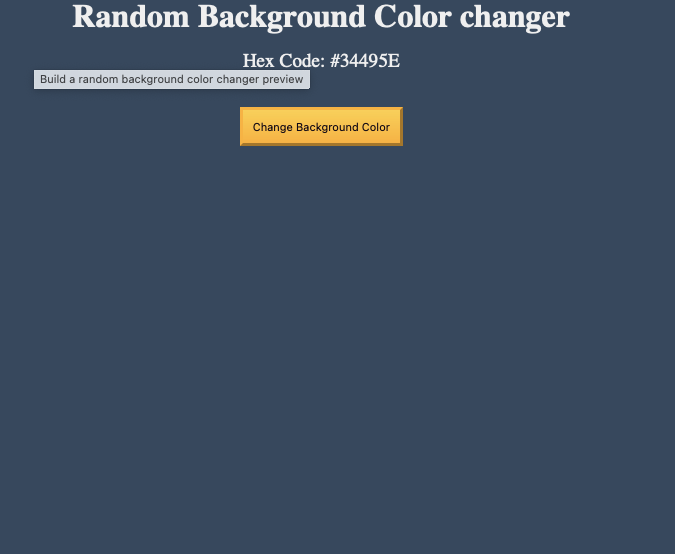 Random Background Color changer
Hex Code: #34495E
Build a random background color changer preview
Change Background Color